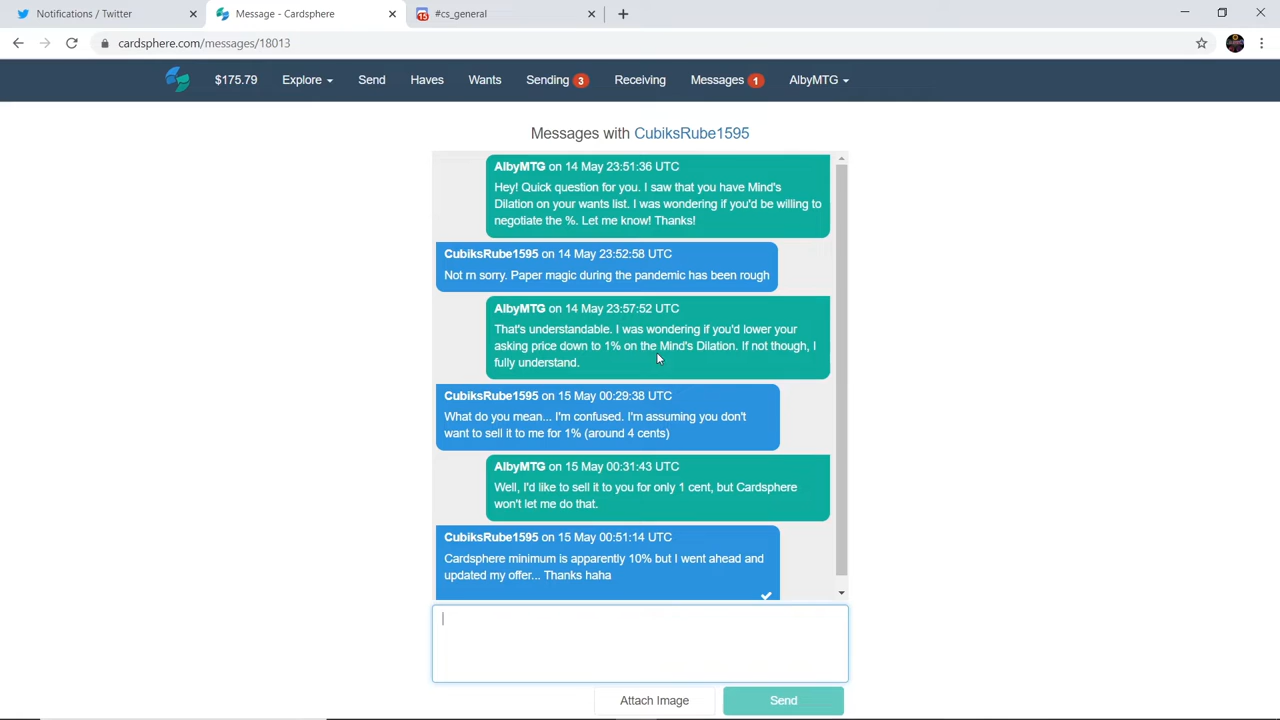 Notifications / Twitter
Message - Cardsphere
15
#cs_general
cardsphere.com/messages/18013
$175.79
Explore
Send
Haves
Wants
Sending 3
Receiving
Messages 1
AlbyMTG
Messages with CubiksRube1595
AlbyMTG on 14 May 23:51:36 UTC
Hey! Quick question for you. I saw that you have Mind's
Dilation on your wants list. I was wondering if you'd be willing to
negotiate the %. Let me know! Thanks!
CubiksRube1595 on 14 May 23:52:58 UTC
Not rn sorry. Paper magic during the pandemic has been rough
AlbyMTG on 14 May 23:57:52 UTC
That's understandable. I was wondering if you'd lower your
asking price down to 1% on the Mind's Dilation. If not though, I
fully understand.
CubiksRube1595 on 15 May 00:29:38 UTC
What do you mean... I'm confused. I'm assuming you don't
want to sell it to me for 1% (around 4 cents)
AlbyMTG on 15 May 00:31:43 UTC
Well, I'd like to sell it to you for only 1 cent, but Cardsphere
won't let me do that.
CubiksRube1595 on 15 May 00:51:14 UTC
Cardsphere minimum is apparently 10% but I went ahead and
updated my offer... Thanks haha
Attach Image
Send